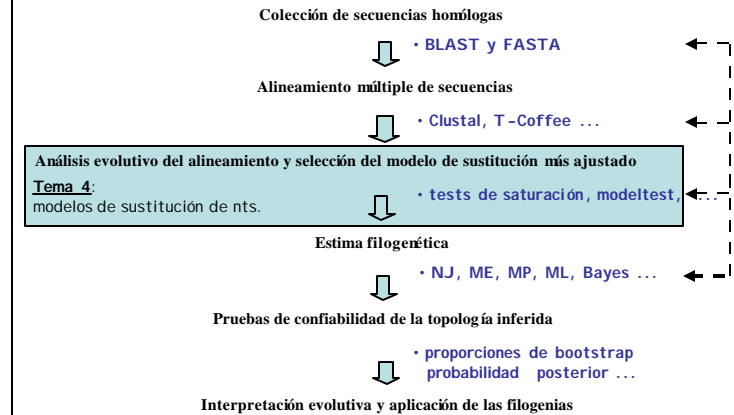 Colección de secuencias homólogas
• BLAST y FASTA
Alineamiento múltiple de secuencias
• Clustal, T-Coffee ...
Análisis evolutivo del alineamiento y selección del modelo de sustitución más ajustado
Tema 4:
modelos de sustitución de nts.
• tests de saturación, modeltest, ...
Estima filogenética
• NJ, ME, MP, ML, Bayes ...
Pruebas de confiabilidad de la topología inferida
• proporciones de bootstrap
probabilidad posterior ...
Interpretación evolutiva y aplicación de las filogenias